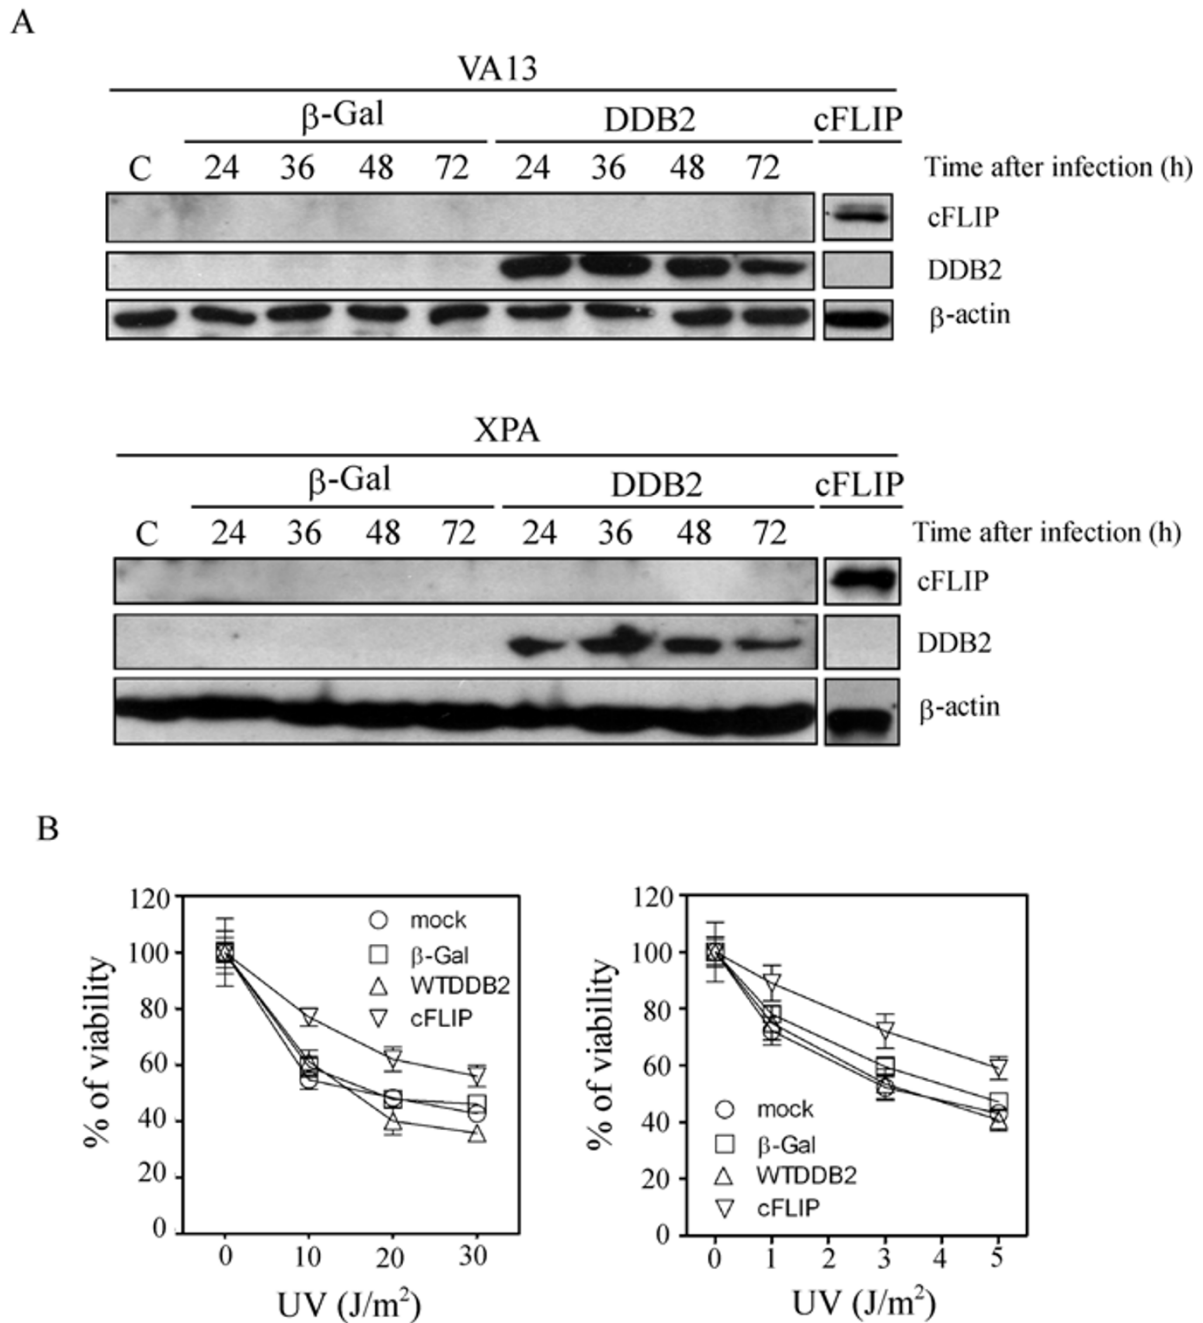 A
VA13
β-Gal DDB2 cFLIP
C 24 36 48 72 24 36 48 72 Time after infection (h)
cFLIP
DDB2
β-actin
XPA
β-Gal DDB2 cFLIP
C 24 36 48 72 24 36 48 72 Time after infection (h)
cFLIP
DDB2
β-actin
B
% of viability
120
100
80
60
40
20
0
mock
β-Gal
WTDDB2
cFLIP
0 10 20 30
UV (J/m²)
% of viability
120
100
80
60
40
20
0
mock
β-Gal
WTDDB2
cFLIP
0 1 2 3 4 5
UV (J/m²)